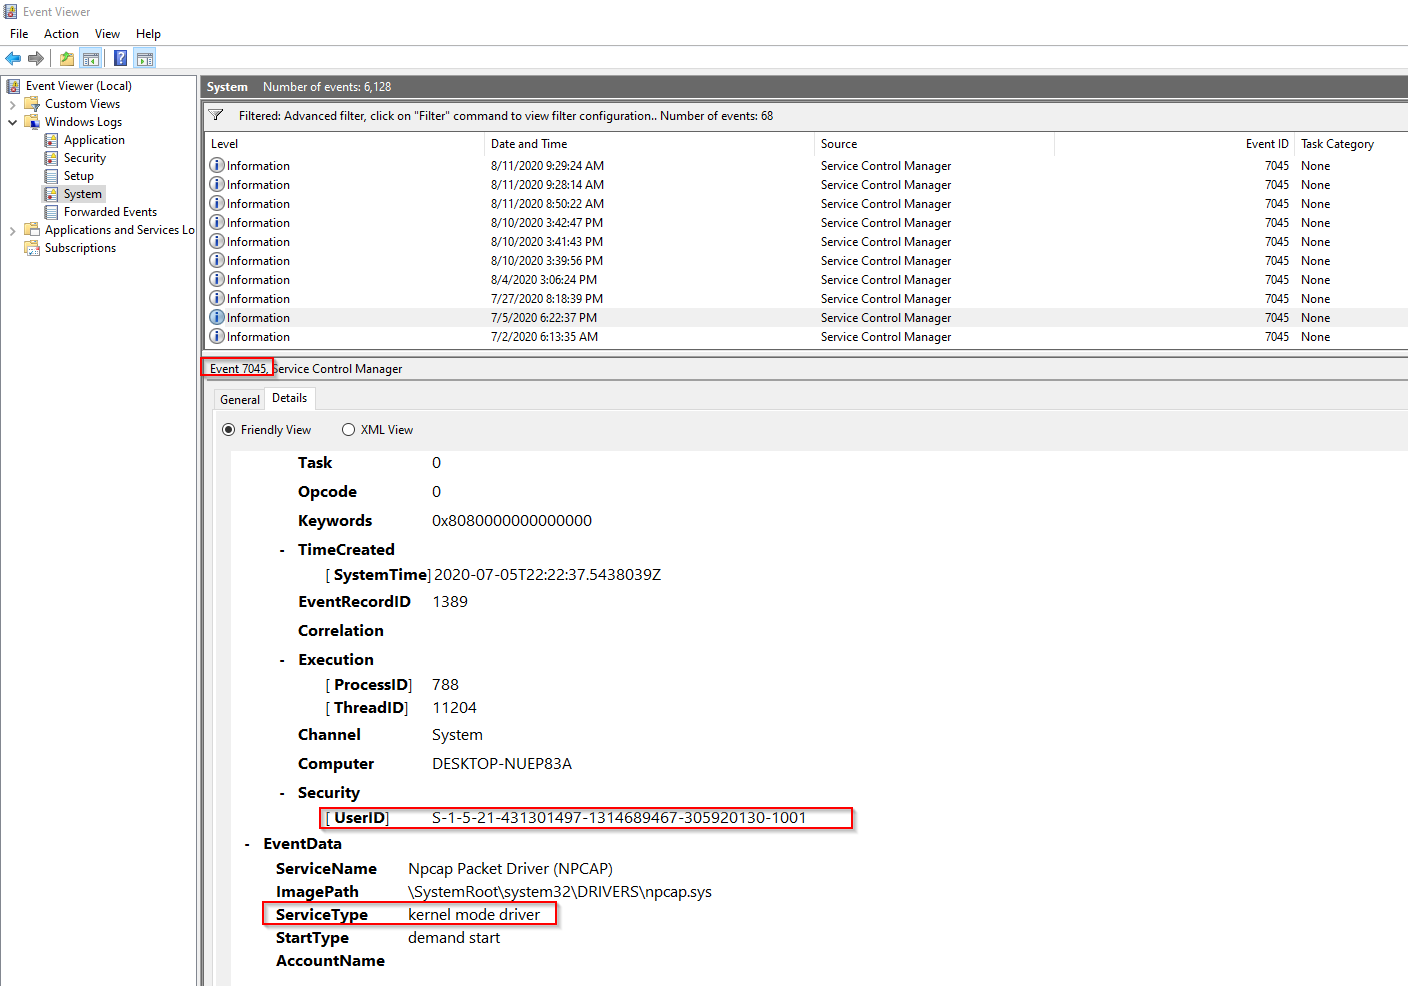 Event Viewer
File Action View Help
Event Viewer (Local)
Custom Views
Windows Logs
Application
Security
Setup
System
Forwarded Events
Applications and Services Lo
Subscriptions
System Number of events: 6,128
Filtered: Advanced filter, click on "Filter" command to view filter configuration.. Number of events: 68
Level Date and Time Source Event ID Task Category
Information 8/11/2020 9:29:24 AM Service Control Manager 7045 None
Information 8/11/2020 9:28:14 AM Service Control Manager 7045 None
Information 8/11/2020 8:50:22 AM Service Control Manager 7045 None
Information 8/10/2020 3:42:47 PM Service Control Manager 7045 None
Information 8/10/2020 3:41:43 PM Service Control Manager 7045 None
Information 8/10/2020 3:39:56 PM Service Control Manager 7045 None
Information 8/4/2020 3:06:24 PM Service Control Manager 7045 None
Information 7/27/2020 8:18:39 PM Service Control Manager 7045 None
Information 7/5/2020 6:22:37 PM Service Control Manager 7045 None
Information 7/2/2020 6:13:35 AM Service Control Manager 7045 None
Event 7045, Service Control Manager
General Details
Friendly View XML View
Task 0
Opcode 0
Keywords 0x8080000000000000
- TimeCreated
[ SystemTime] 2020-07-05T22:22:37.5438039Z
EventRecordID 1389
Correlation
- Execution
[ ProcessID] 788
[ ThreadID] 11204
Channel System
Computer DESKTOP-NUEP83A
- Security
[ UserID] S-1-5-21-431301497-1314689467-305920130-1001
- EventData
ServiceName Npcap Packet Driver (NPCAP)
ImagePath \SystemRoot\system32\DRIVERS\npcap.sys
ServiceType kernel mode driver
StartType demand start
AccountName